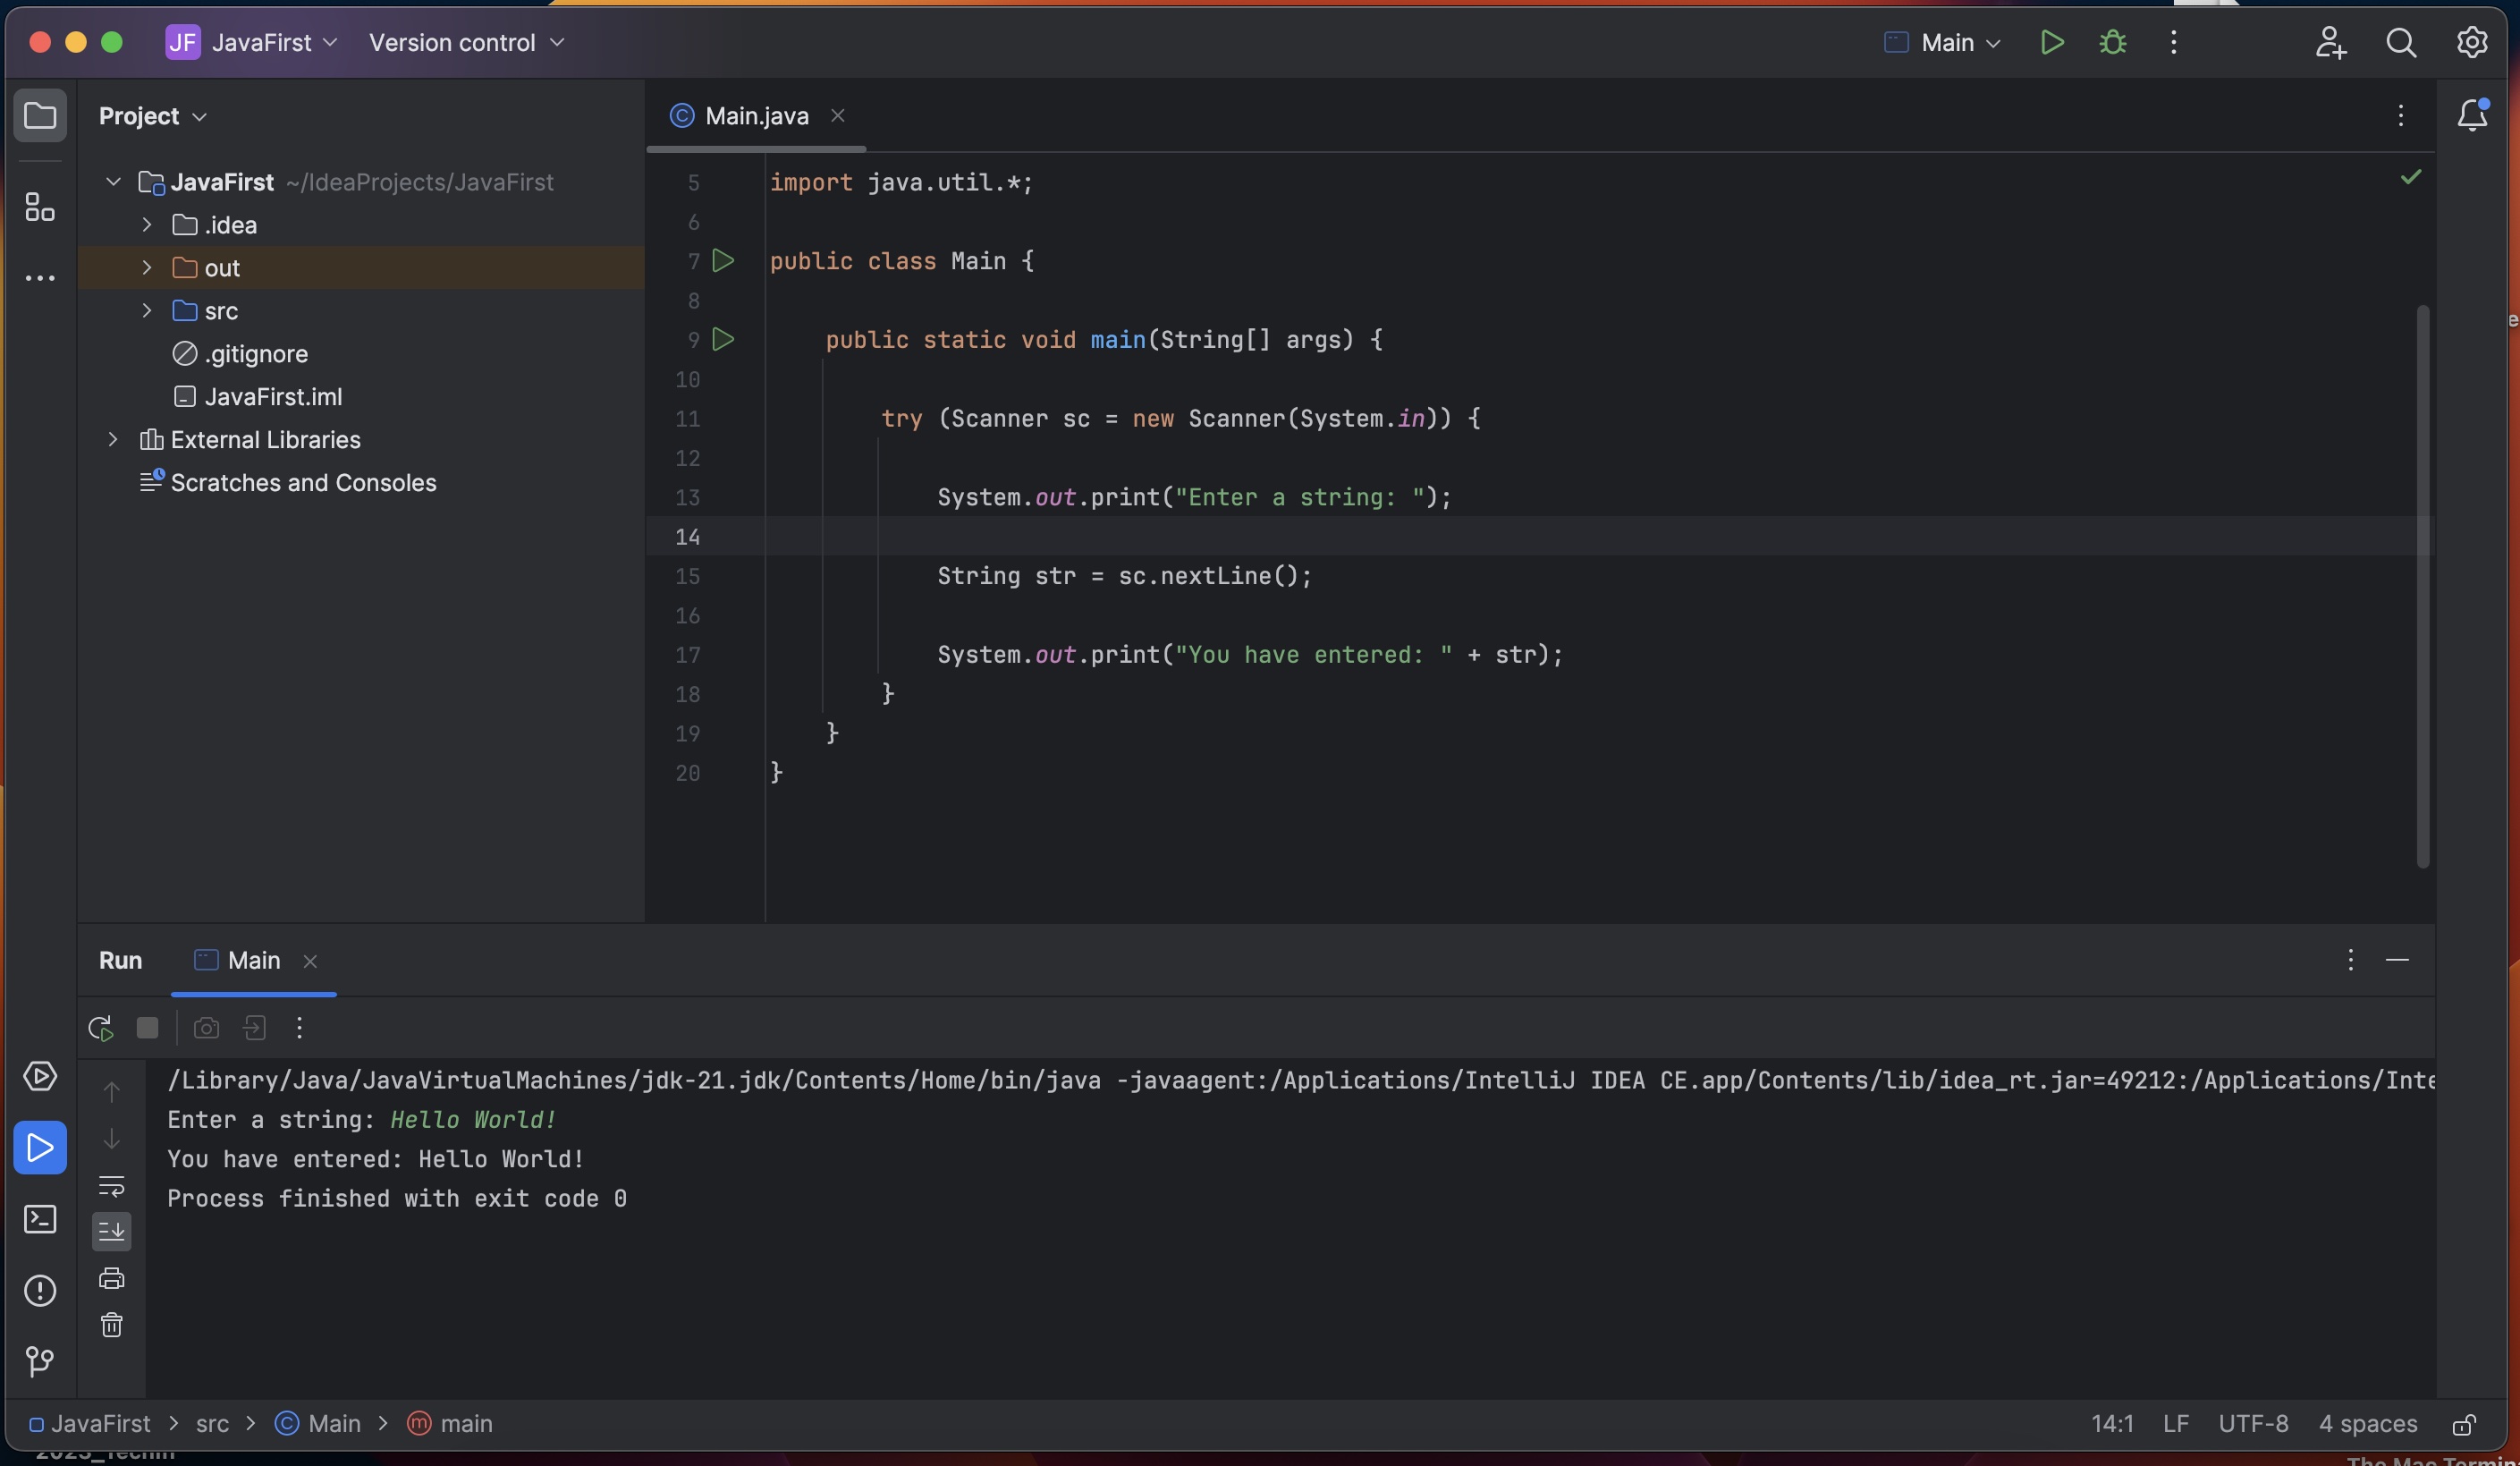 JF JavaFirst Version control Main
Project
Main.java
JavaFirst ~/IdeaProjects/JavaFirst
.idea
out
src
.gitignore
JavaFirst.iml
External Libraries
Scratches and Consoles
5 import java.util.*;
6
7 public class Main {
8
9 public static void main(String[] args) {
10
11 try (Scanner sc = new Scanner(System.in)) {
12
13 System.out.print("Enter a string: ");
14
15 String str = sc.nextLine();
16
17 System.out.print("You have entered: " + str);
18 }
19 }
20 }
Run Main
/Library/Java/JavaVirtualMachines/jdk-21.jdk/Contents/Home/bin/java -javaagent:/Applications/IntelliJ IDEA CE.app/Contents/lib/idea_rt.jar=49212:/Applications/Inte
Enter a string: Hello World!
You have entered: Hello World!
Process finished with exit code 0
JavaFirst > src > Main > main 14:1 LF UTF-8 4 spaces